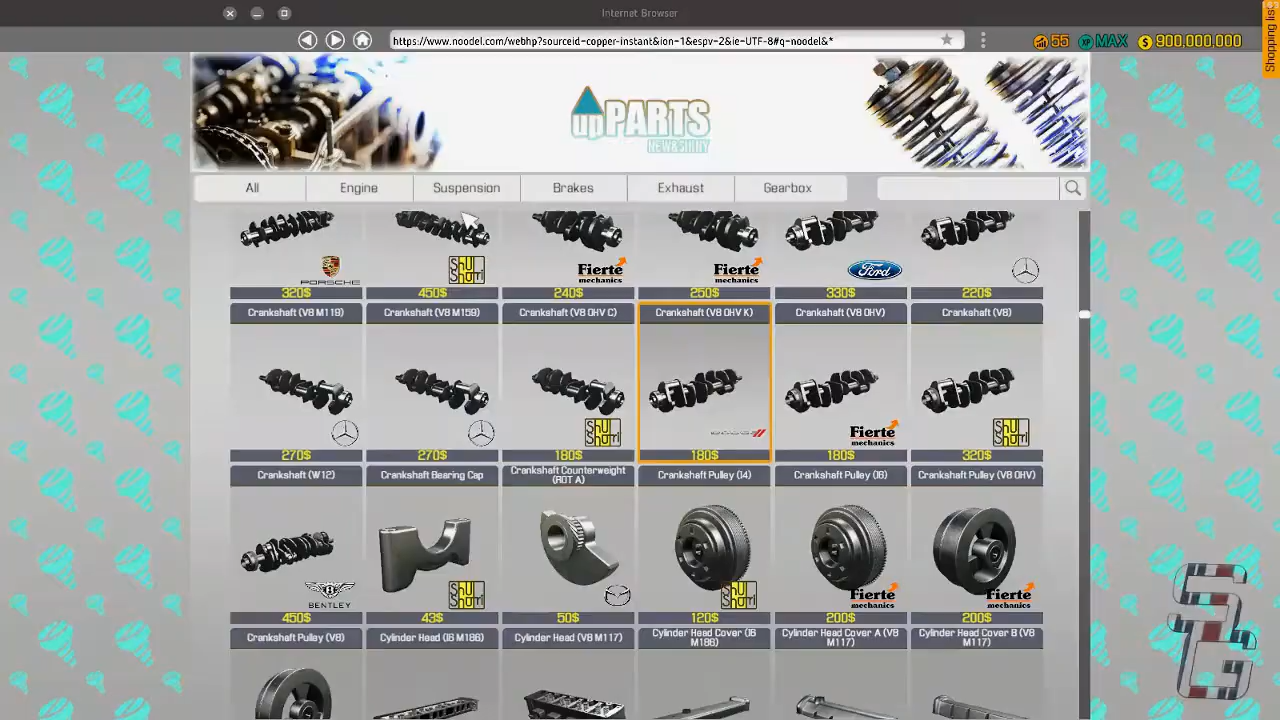 Internet Browser
https://www.noodel.com/webhp?sourceid-copper-instant&ion-1&espv-2&ie-UTF-8#q-noodel&*
55 XP MAX $ 900,000,000
Shopping list
upPARTS
NEW&SHINY
All Engine Suspension Brakes Exhaust Gearbox
PORSCHE Shu Humi Fierte mechanics Fierte mechanics Ford
320$ 450$ 240$ 250$ 330$ 220$
Crankshaft (V8 M119) Crankshaft (V8 M159) Crankshaft (V8 OHV C) Crankshaft (V8 OHV K) Crankshaft (V8 OHV) Crankshaft (V8)
Fierte mechanics
270$ 270$ 180$ 180$ 180$ 320$
Crankshaft (W12) Crankshaft Bearing Cap Crankshaft Counterweight (ROT A) Crankshaft Pulley (I4) Crankshaft Pulley (I6) Crankshaft Pulley (V8 OHV)
BENTLEY Fierte mechanics Fierte mechanics
450$ 43$ 50$ 120$ 200$ 200$
Crankshaft Pulley (V8) Cylinder Head (I6 M186) Cylinder Head (V8 M117) Cylinder Head Cover (I6 M186) Cylinder Head Cover A (V8 M117) Cylinder Head Cover B (V8 M117)